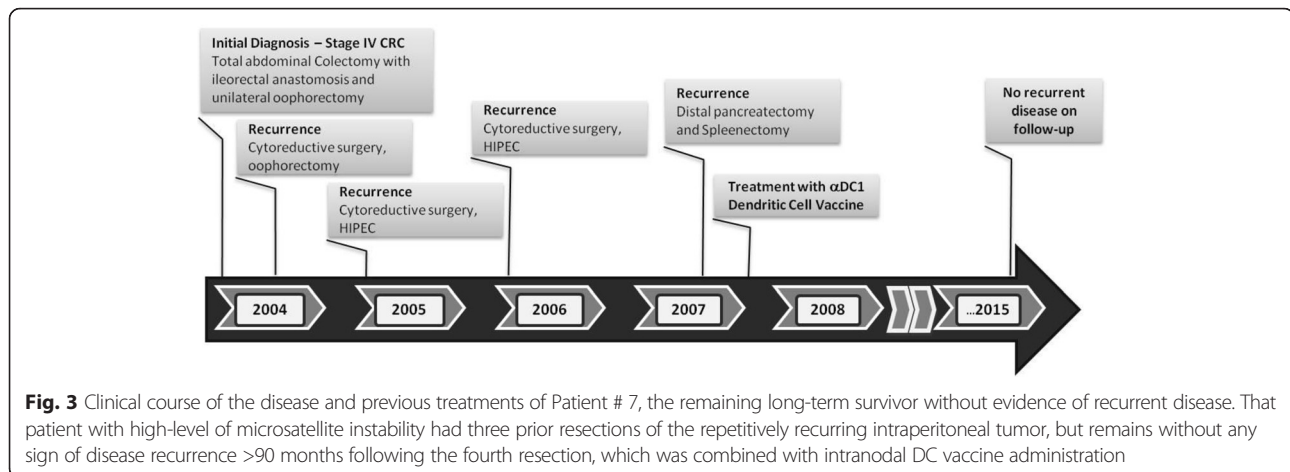 Initial Diagnosis – Stage IV CRC
Total abdominal Colectomy with
ileorectal anastomosis and
unilateral oophorectomy
Recurrence
Cytoreductive surgery,
oophorectomy
Recurrence
Cytoreductive surgery,
HIPEC
Recurrence
Cytoreductive surgery,
HIPEC
Recurrence
Distal pancreatectomy
and Spleenectomy
Treatment with αDC1
Dendritic Cell Vaccine
No recurrent
disease on
follow-up
2004
2005
2006
2007
2008
...2015
Fig. 3 Clinical course of the disease and previous treatments of Patient # 7, the remaining long-term survivor without evidence of recurrent disease. That
patient with high-level of microsatellite instability had three prior resections of the repetitively recurring intraperitoneal tumor, but remains without any
sign of disease recurrence >90 months following the fourth resection, which was combined with intranodal DC vaccine administration